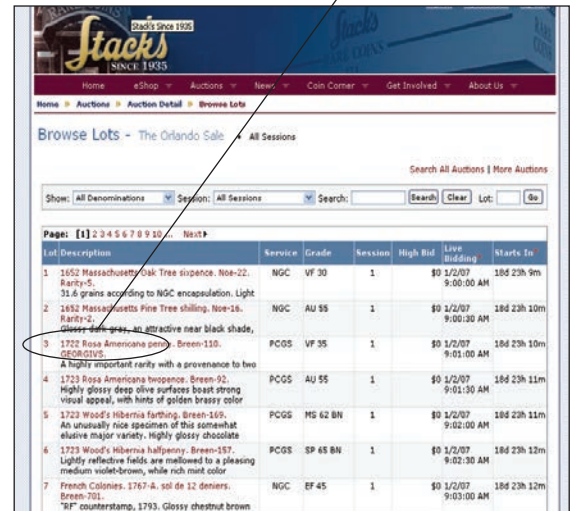 Stack's Since 1935
Stacks
SINCE 1935
Home eShop Auctions News Coin Corner Get Involved About Us
Home Auctions Auction Detail Browse Lots
Browse Lots - The Orlando Sale All Sessions
Search All Auctions | More Auctions
Show: All Denominations Session: All Sessions Search: Search Clear Lot: Go
Page: [1] 2 3 4 5 6 7 8 9 10 ... Next
Lot Description Service Grade Session High Bid Live Bidding Starts In
1 1652 Massachusetts Oak Tree sixpence. Noe-22. NGC VF 30 1 $0 1/2/07 18d 23h 9m
Rarity-5. 9:00:00 AM
31.6 grains according to NGC encapsulation. Light
2 1652 Massachusetts Pine Tree shilling. Noe-16. NGC AU 55 1 $0 1/2/07 18d 23h 10m
Rarity-2. 9:00:30 AM
Glossy dark gray, an attractive near black shade,
3 1722 Rosa Americana penny. Breen-110. PCGS VF 35 1 $0 1/2/07 18d 23h 10m
GEORGIVS. 9:01:00 AM
A highly important rarity with a provenance to two
4 1723 Rosa Americana twopence. Breen-92. PCGS AU 55 1 $0 1/2/07 18d 23h 11m
Highly glossy deep olive surfaces boast strong 9:01:30 AM
visual appeal, with hints of golden brassy color
5 1723 Wood's Hibernia farthing. Breen-169. PCGS MS 62 BN 1 $0 1/2/07 18d 23h 11m
An unusually nice specimen of this somewhat 9:02:00 AM
elusive major variety. Highly glossy chocolate
6 1723 Wood's Hibernia halfpenny. Breen-157. PCGS SP 65 BN 1 $0 1/2/07 18d 23h 12m
Lightly reflective fields are mellowed to a pleasing 9:02:30 AM
medium violet-brown, while rich mint color
7 French Colonies. 1767-A. sol de 12 deniers. NGC EF 45 1 $0 1/2/07 18d 23h 12m
Breen-701. 9:03:00 AM
"RF" counterstamp, 1793. Glossy chestnut brown